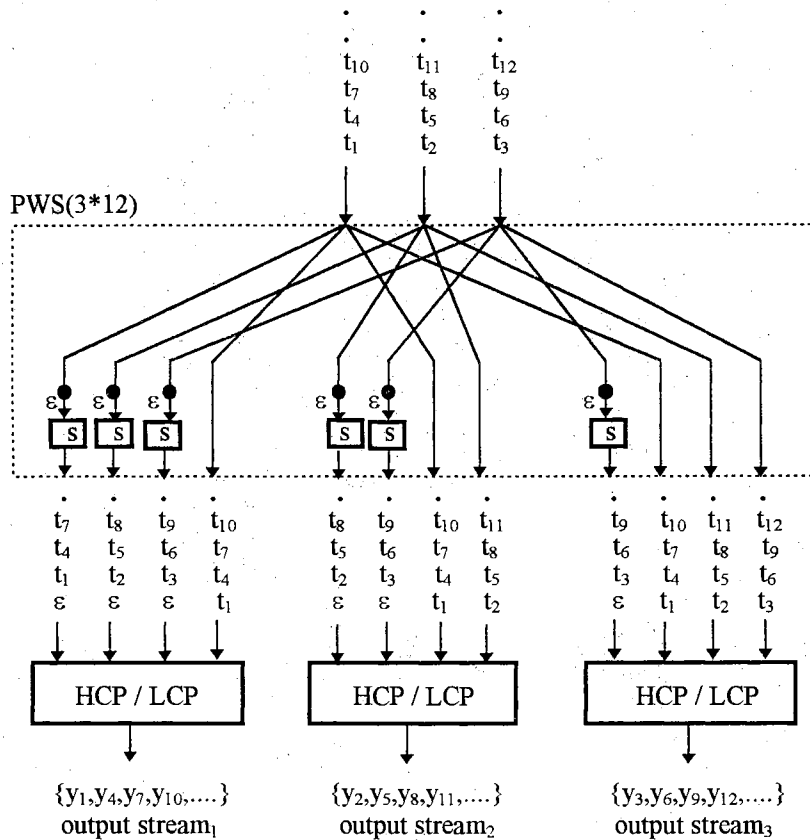 t10 t11 t12
t7 t8 t9
t4 t5 t6
t1 t2 t3
PWS(3*12)
ε ε ε ε ε ε
s s s s s s
t7 t8 t9 t10 t8 t9 t10 t11 t9 t10 t11 t12
t4 t5 t6 t7 t5 t6 t7 t8 t6 t7 t8 t9
t1 t2 t3 t4 t2 t3 t4 t5 t3 t4 t5 t6
ε ε ε t1 ε ε t1 t2 ε t1 t2 t3
HCP / LCP HCP / LCP HCP / LCP
{y1,y4,y7,y10,....} {y2,y5,y8,y11,....} {y3,y6,y9,y12,....}
output stream1 output stream2 output stream3